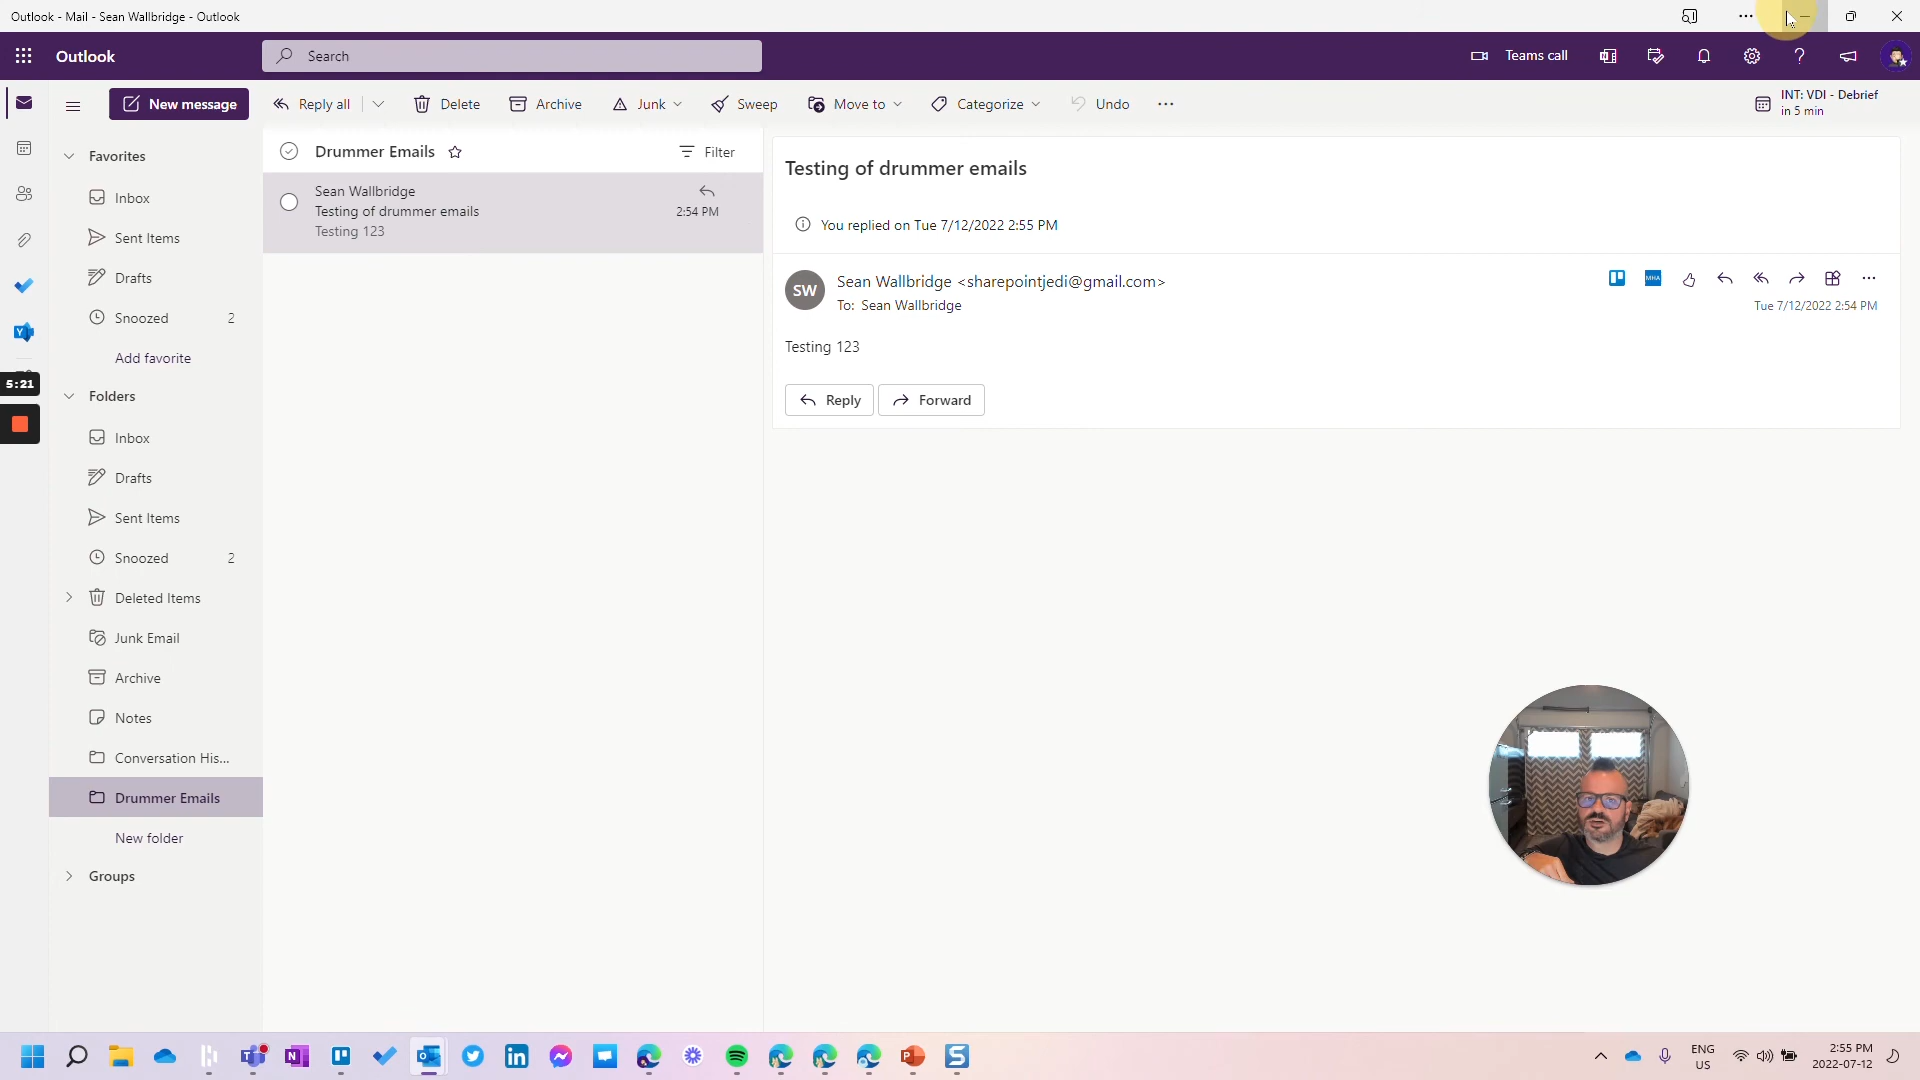 Outlook - Mail - Sean Wallbridge - Outlook
Outlook
Search
Teams call
New message
Reply all
Delete
Archive
Junk
Sweep
Move to
Categorize
Undo
INT: VDI - Debrief
in 5 min
Favorites
Inbox
Sent Items
Drafts
Snoozed 2
Add favorite
5:21
Folders
Inbox
Drafts
Sent Items
Snoozed 2
Deleted Items
Junk Email
Archive
Notes
Conversation His...
Drummer Emails
New folder
Groups
Drummer Emails
Filter
Sean Wallbridge
Testing of drummer emails
2:54 PM
Testing 123
Testing of drummer emails
You replied on Tue 7/12/2022 2:55 PM
SW
Sean Wallbridge <sharepointjedi@gmail.com>
To: Sean Wallbridge
MHA
Tue 7/12/2022 2:54 PM
Testing 123
Reply
Forward
ENG
US
2:55 PM
2022-07-12